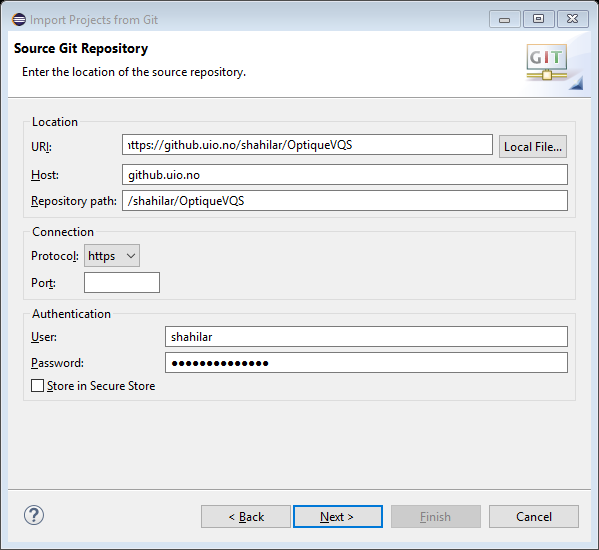 Import Projects from Git
Source Git Repository
Enter the location of the source repository.
GIT
Location
URI: https://github.uio.no/shahilar/OptiqueVQS Local File...
Host: github.uio.no
Repository path: /shahilar/OptiqueVQS
Connection
Protocol: https
Port:
Authentication
User: shahilar
Password: ●●●●●●●●●●●●●●
Store in Secure Store
? < Back Next > Finish Cancel